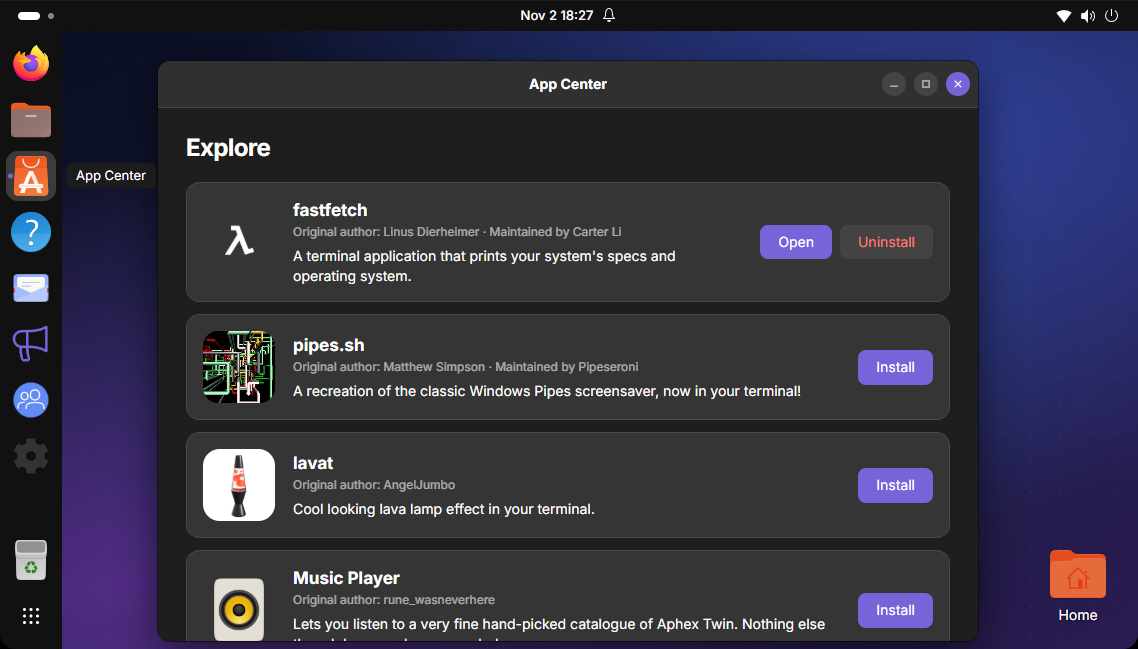 Nov 2 18:27
App Center
App Center
Explore
fastfetch
Original author: Linus Dierheimer · Maintained by Carter Li
A terminal application that prints your system's specs and
operating system.
Open
Uninstall
pipes.sh
Original author: Matthew Simpson · Maintained by Pipeseroni
A recreation of the classic Windows Pipes screensaver, now in your terminal!
Install
lavat
Original author: AngelJumbo
Cool looking lava lamp effect in your terminal.
Install
Music Player
Original author: rune_wasneverhere
Lets you listen to a very fine hand-picked catalogue of Aphex Twin. Nothing else
Install
Home